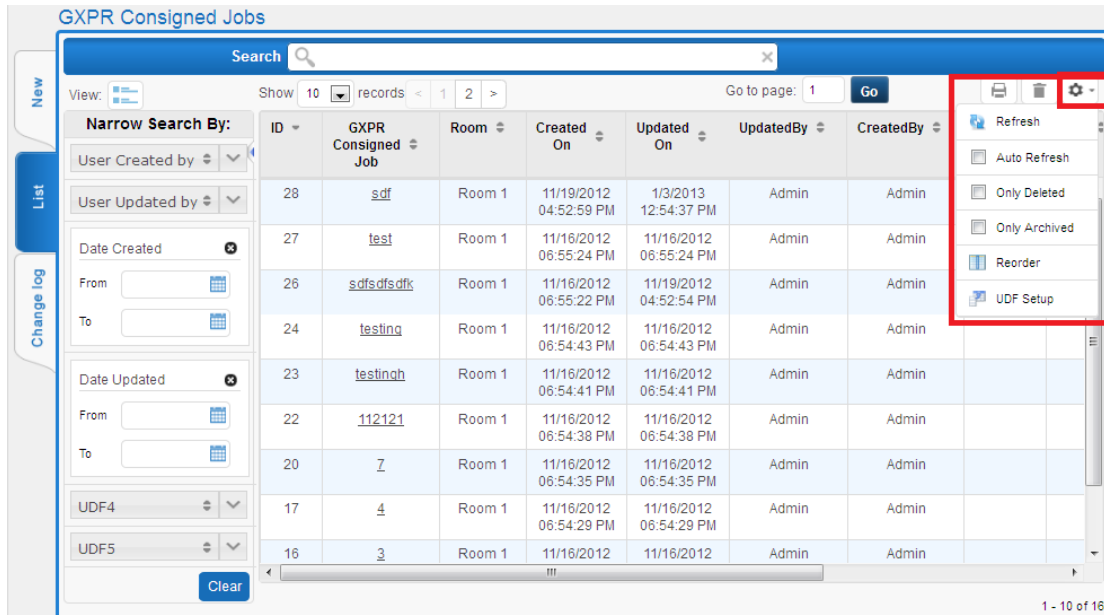 GXPR Consigned Jobs
Search
New
List
Change log
View:
Show 10 records < 1 2 >
Go to page: 1 Go
Narrow Search By:
User Created by
User Updated by
Date Created
From
To
Date Updated
From
To
UDF4
UDF5
Clear
ID GXPR Consigned Job Room Created On Updated On UpdatedBy CreatedBy
28 sdf Room 1 11/19/2012 04:52:59 PM 1/3/2013 12:54:37 PM Admin Admin
27 test Room 1 11/16/2012 06:55:24 PM 11/16/2012 06:55:24 PM Admin Admin
26 sdfsdfsdfk Room 1 11/16/2012 06:55:22 PM 11/19/2012 04:52:54 PM Admin Admin
24 testing Room 1 11/16/2012 06:54:43 PM 11/16/2012 06:54:43 PM Admin Admin
23 testingh Room 1 11/16/2012 06:54:41 PM 11/16/2012 06:54:41 PM Admin Admin
22 112121 Room 1 11/16/2012 06:54:38 PM 11/16/2012 06:54:38 PM Admin Admin
20 7 Room 1 11/16/2012 06:54:35 PM 11/16/2012 06:54:35 PM Admin Admin
17 4 Room 1 11/16/2012 06:54:29 PM 11/16/2012 06:54:29 PM Admin Admin
16 3 Room 1 11/16/2012 11/16/2012 Admin Admin
Refresh
Auto Refresh
Only Deleted
Only Archived
Reorder
UDF Setup
1 - 10 of 16